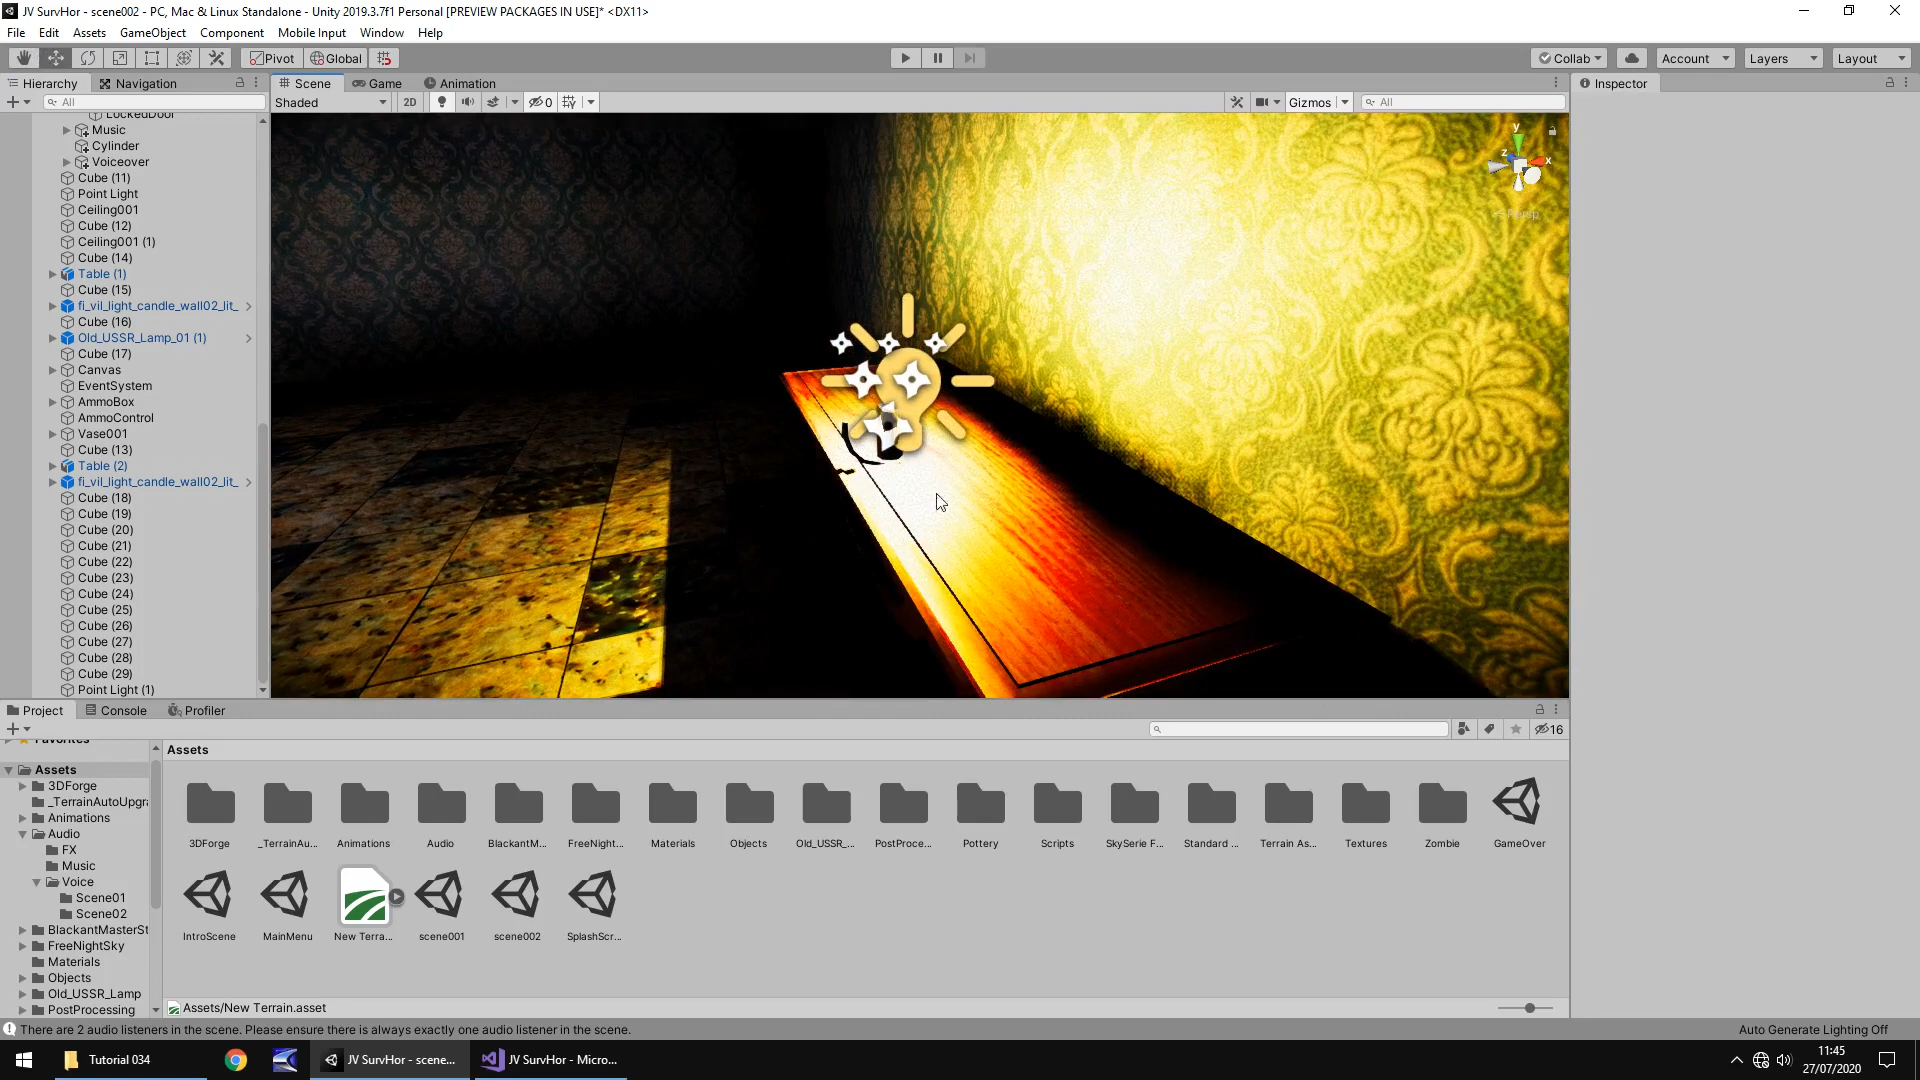 JV SurvHor - scene002 - PC, Mac & Linux Standalone - Unity 2019.3.7f1 Personal [PREVIEW PACKAGES IN USE]* <DX11>
File Edit Assets GameObject Component Mobile Input Window Help
Pivot Global Collab Account Layers Layout
Hierarchy Navigation Scene Game Animation Inspector
All Shaded 2D 0 Gizmos All
LockedDoor
Music
Cylinder
Voiceover
Cube (11)
Point Light
Ceiling001
Cube (12)
Ceiling001 (1)
Cube (14)
Table (1)
Cube (15)
fi_vil_light_candle_wall02_lit_
Cube (16)
Old_USSR_Lamp_01 (1)
Cube (17)
Canvas
EventSystem
AmmoBox
AmmoControl
Vase001
Cube (13)
Table (2)
fi_vil_light_candle_wall02_lit_
Cube (18)
Cube (19)
Cube (20)
Cube (21)
Cube (22)
Cube (23)
Cube (24)
Cube (25)
Cube (26)
Cube (27)
Cube (28)
Cube (29)
Point Light (1)
y
z x
Persp
Project Console Profiler
16
Favorites
Assets
3DForge
_TerrainAutoUpgra
Animations
Audio
FX
Music
Voice
Scene01
Scene02
BlackantMasterSt
FreeNightSky
Materials
Objects
Old_USSR_Lamp
PostProcessing
Assets
3DForge _TerrainAu... Animations Audio BlackantM... FreeNight... Materials Objects Old_USSR_... PostProce... Pottery Scripts SkySerie F... Standard ... Terrain As... Textures Zombie GameOver
IntroScene MainMenu New Terra... scene001 scene002 SplashScr...
Assets/New Terrain.asset
There are 2 audio listeners in the scene. Please ensure there is always exactly one audio listener in the scene.
Auto Generate Lighting Off
Tutorial 034 JV SurvHor - scene... JV SurvHor - Micro...
11:45
27/07/2020